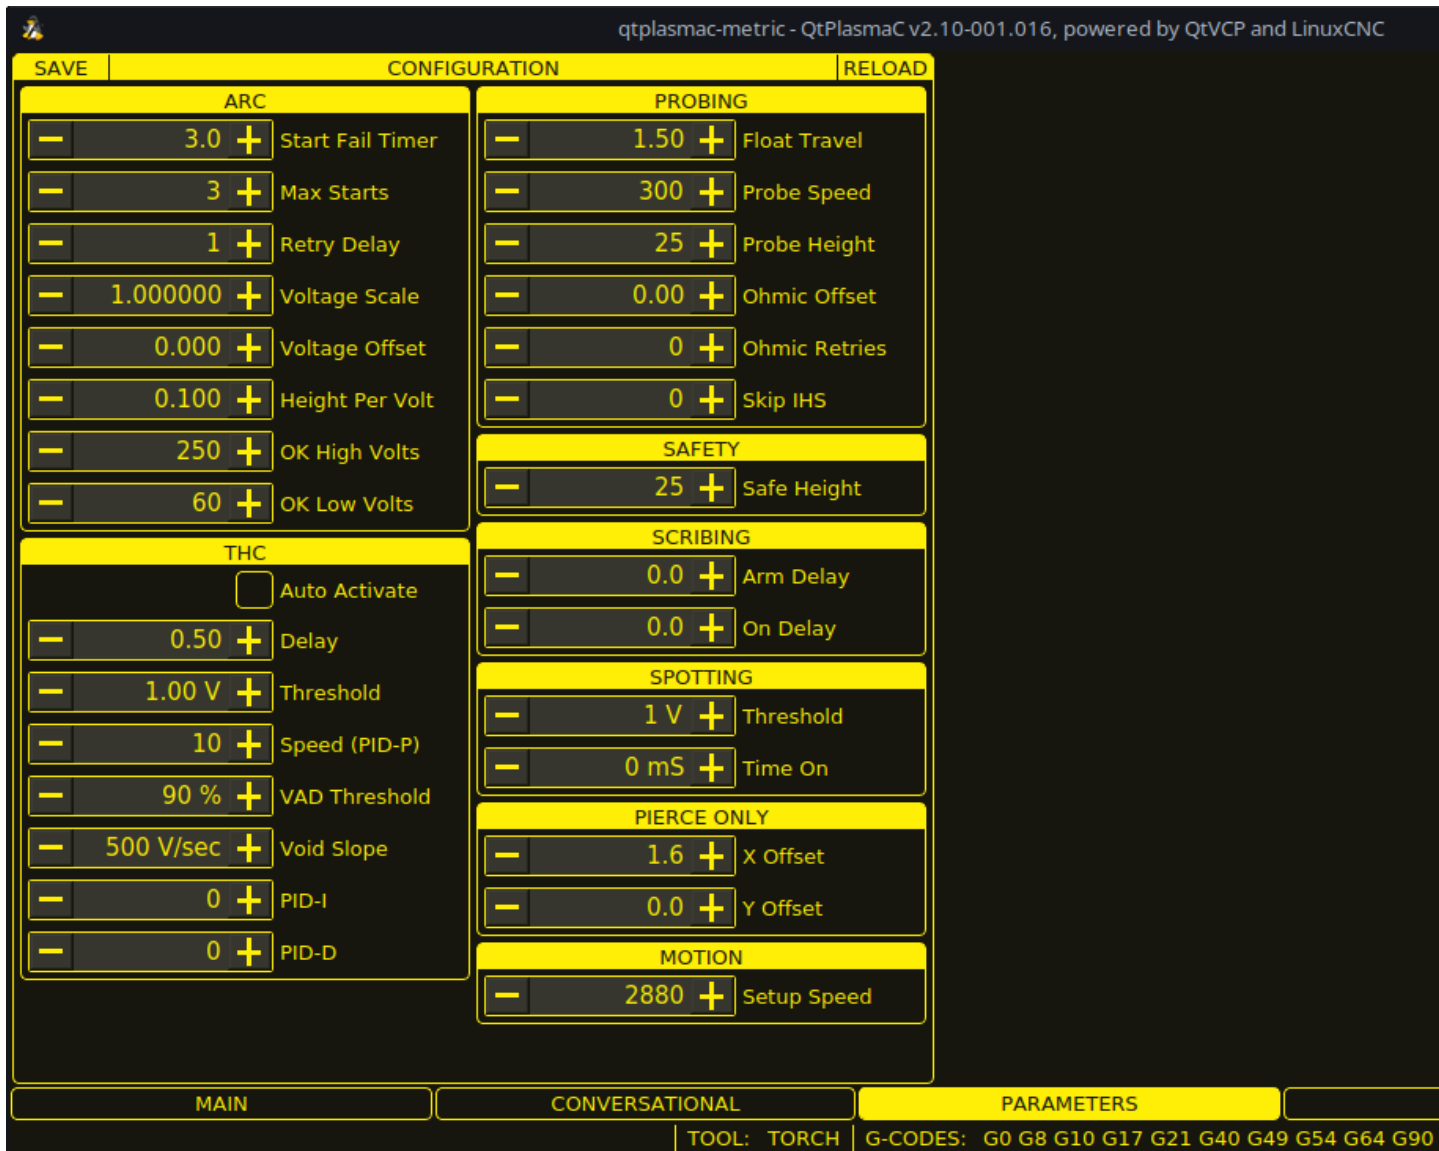 qtplasmac-metric - QtPlasmaC v2.10-001.016, powered by QtVCP and LinuxCNC
SAVE CONFIGURATION RELOAD
ARC
3.0 Start Fail Timer
3 Max Starts
1 Retry Delay
1.000000 Voltage Scale
0.000 Voltage Offset
0.100 Height Per Volt
250 OK High Volts
60 OK Low Volts
THC
Auto Activate
0.50 Delay
1.00 V Threshold
10 Speed (PID-P)
90 % VAD Threshold
500 V/sec Void Slope
0 PID-I
0 PID-D
PROBING
1.50 Float Travel
300 Probe Speed
25 Probe Height
0.00 Ohmic Offset
0 Ohmic Retries
0 Skip IHS
SAFETY
25 Safe Height
SCRIBING
0.0 Arm Delay
0.0 On Delay
SPOTTING
1 V Threshold
0 mS Time On
PIERCE ONLY
1.6 X Offset
0.0 Y Offset
MOTION
2880 Setup Speed
MAIN CONVERSATIONAL PARAMETERS
TOOL: TORCH G-CODES: G0 G8 G10 G17 G21 G40 G49 G54 G64 G90